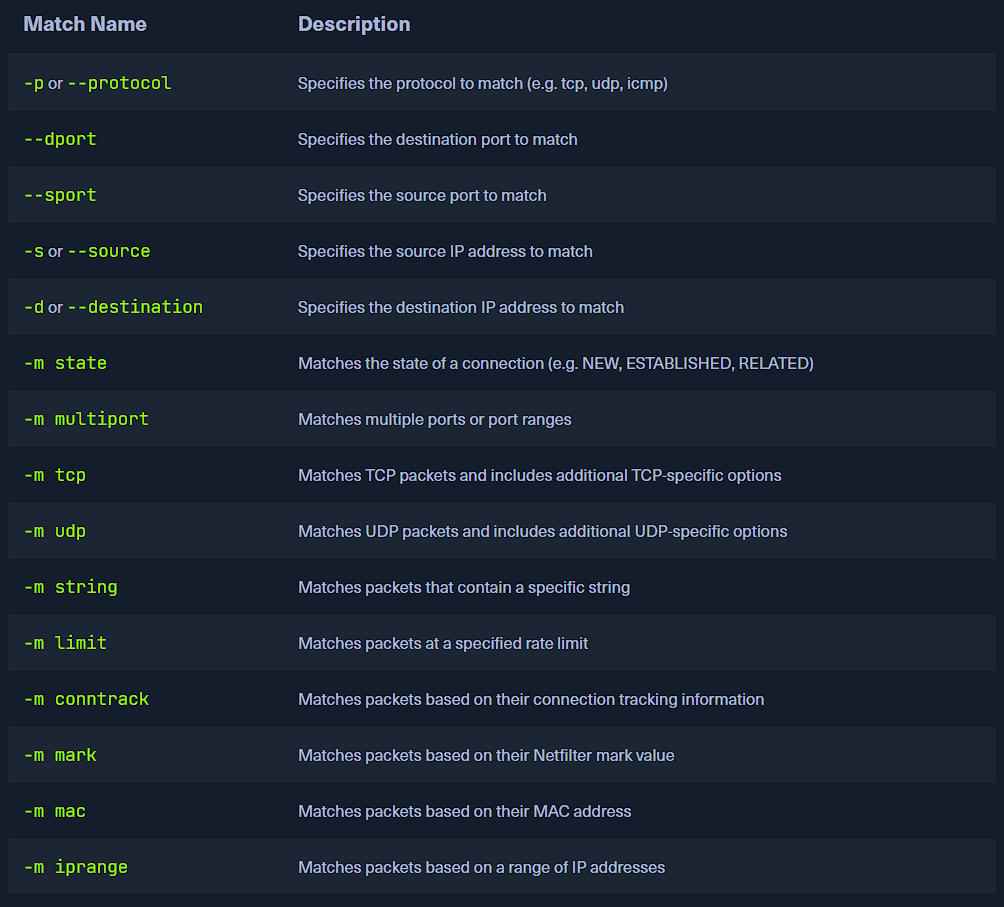 Match Name Description
-p or --protocol Specifies the protocol to match (e.g. tcp, udp, icmp)
--dport Specifies the destination port to match
--sport Specifies the source port to match
-s or --source Specifies the source IP address to match
-d or --destination Specifies the destination IP address to match
-m state Matches the state of a connection (e.g. NEW, ESTABLISHED, RELATED)
-m multiport Matches multiple ports or port ranges
-m tcp Matches TCP packets and includes additional TCP-specific options
-m udp Matches UDP packets and includes additional UDP-specific options
-m string Matches packets that contain a specific string
-m limit Matches packets at a specified rate limit
-m conntrack Matches packets based on their connection tracking information
-m mark Matches packets based on their Netfilter mark value
-m mac Matches packets based on their MAC address
-m iprange Matches packets based on a range of IP addresses